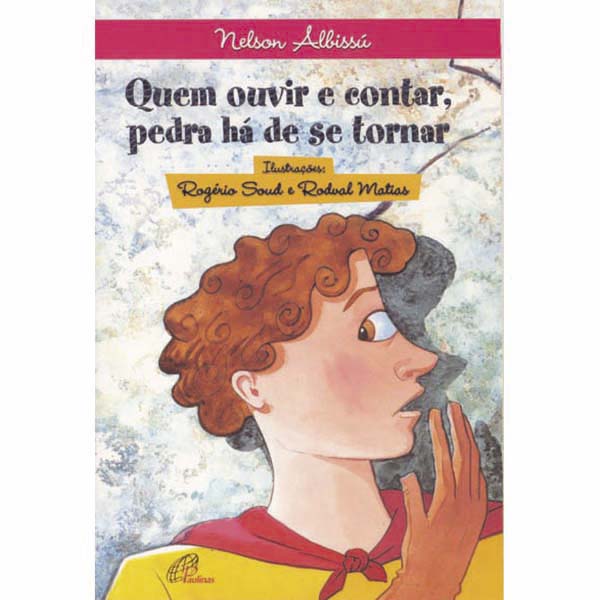 Nelson Albissú
Quem ouvir e contar,
pedra há de se tornar
Ilustrações:
Rogério Soud e Rodval Matias
Paulinas